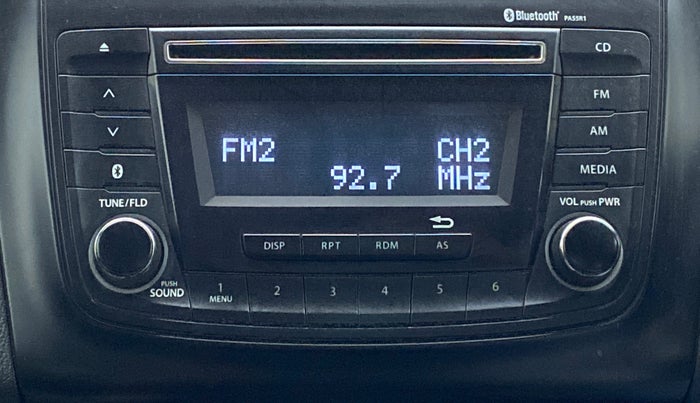 Bluetooth® PA5SR1
CD
FM
AM
MEDIA
FM2 CH2
92.7 MHz
TUNE/FLD
VOL PUSH PWR
DISP RPT RDM AS
PUSH
SOUND
1 2 3 4 5 6
MENU